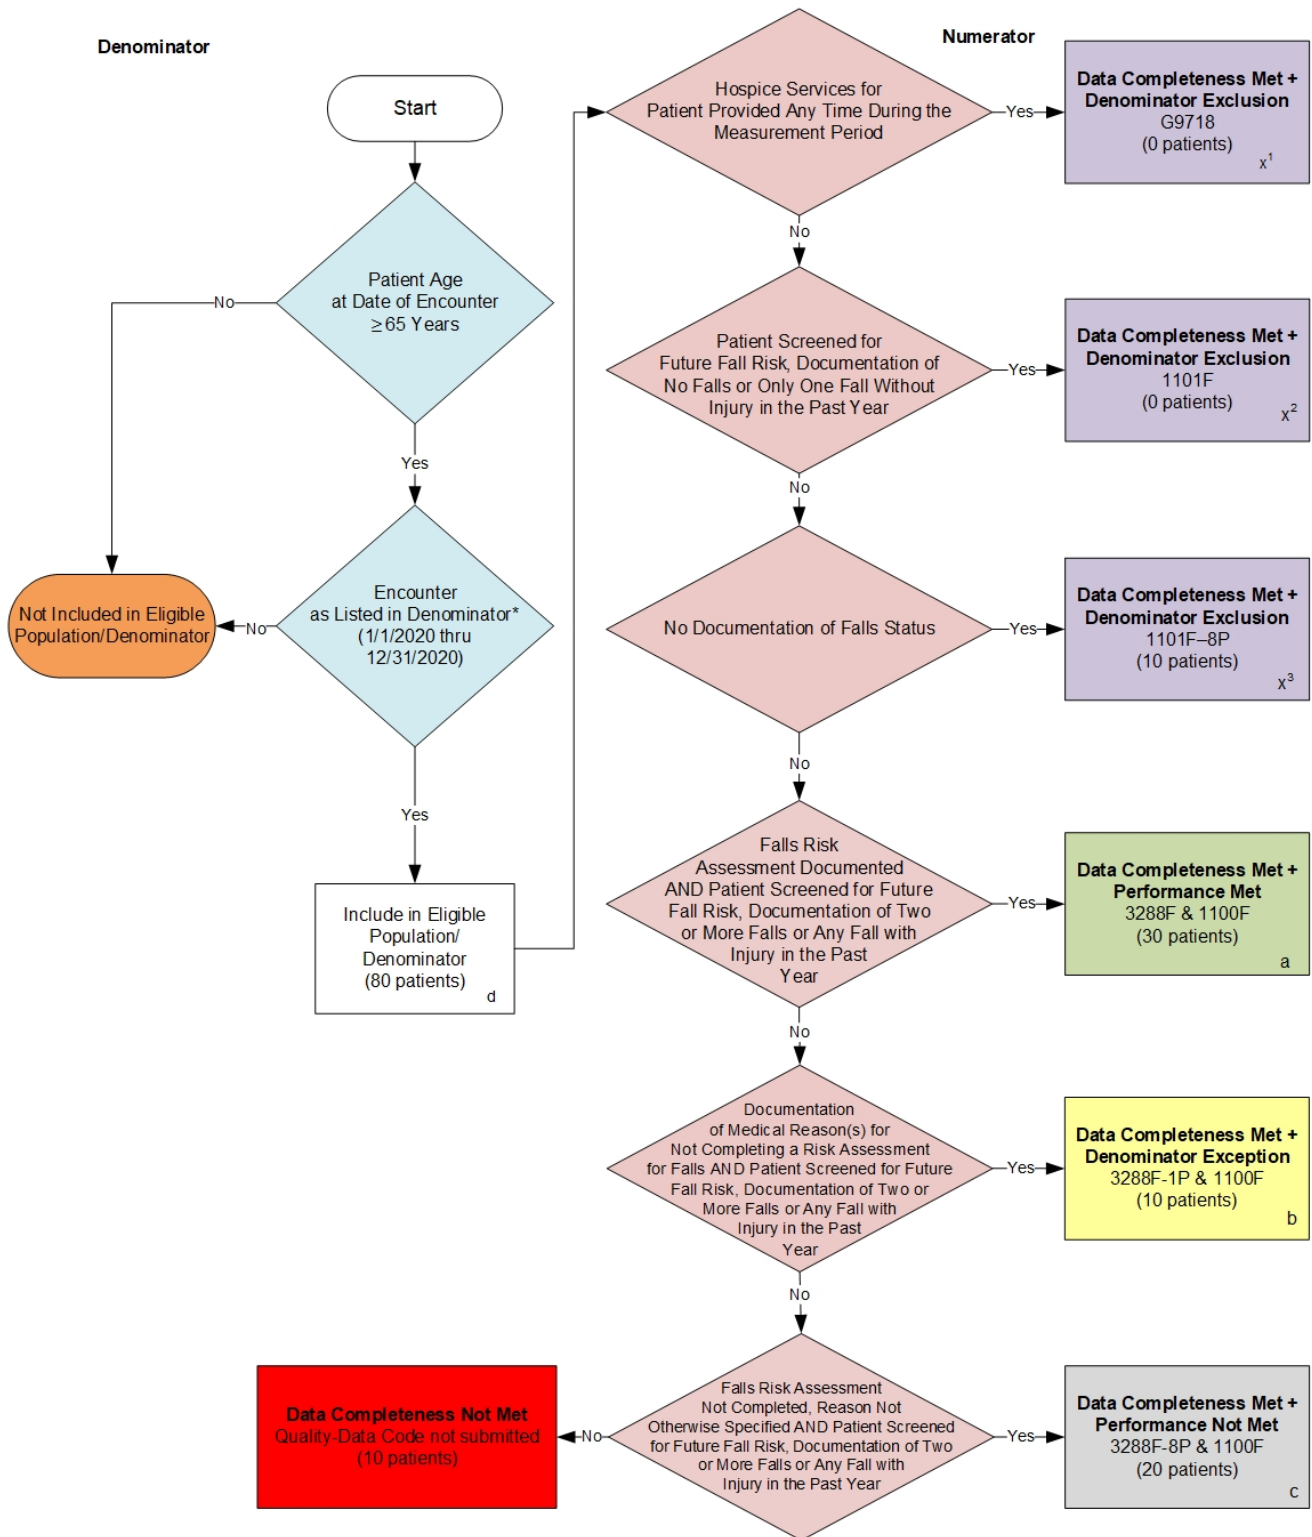 Denominator
Start
Patient Age
at Date of Encounter
≥ 65 Years
No
Yes
Encounter
as Listed in Denominator*
(1/1/2020 thru
12/31/2020)
No
Not Included in Eligible
Population/Denominator
Yes
Include in Eligible
Population/
Denominator
(80 patients)
d
Numerator
Hospice Services for
Patient Provided Any Time During the
Measurement Period
Yes
Data Completeness Met +
Denominator Exclusion
G9718
(0 patients)
x¹
No
Patient Screened for
Future Fall Risk, Documentation of
No Falls or Only One Fall Without
Injury in the Past Year
Yes
Data Completeness Met +
Denominator Exclusion
1101F
(0 patients)
x²
No
No Documentation of Falls Status
Yes
Data Completeness Met +
Denominator Exclusion
1101F–8P
(10 patients)
x³
No
Falls Risk
Assessment Documented
AND Patient Screened for Future
Fall Risk, Documentation of Two
or More Falls or Any Fall with
Injury in the Past
Year
Yes
Data Completeness Met +
Performance Met
3288F & 1100F
(30 patients)
a
No
Documentation
of Medical Reason(s) for
Not Completing a Risk Assessment
for Falls AND Patient Screened for Future
Fall Risk, Documentation of Two or
More Falls or Any Fall with
Injury in the Past
Year
Yes
Data Completeness Met +
Denominator Exception
3288F-1P & 1100F
(10 patients)
b
No
Falls Risk Assessment
Not Completed, Reason Not
Otherwise Specified AND Patient Screened
for Future Fall Risk, Documentation of Two
or More Falls or Any Fall with
Injury in the Past Year
Yes
Data Completeness Met +
Performance Not Met
3288F-8P & 1100F
(20 patients)
c
No
Data Completeness Not Met
Quality-Data Code not submitted
(10 patients)